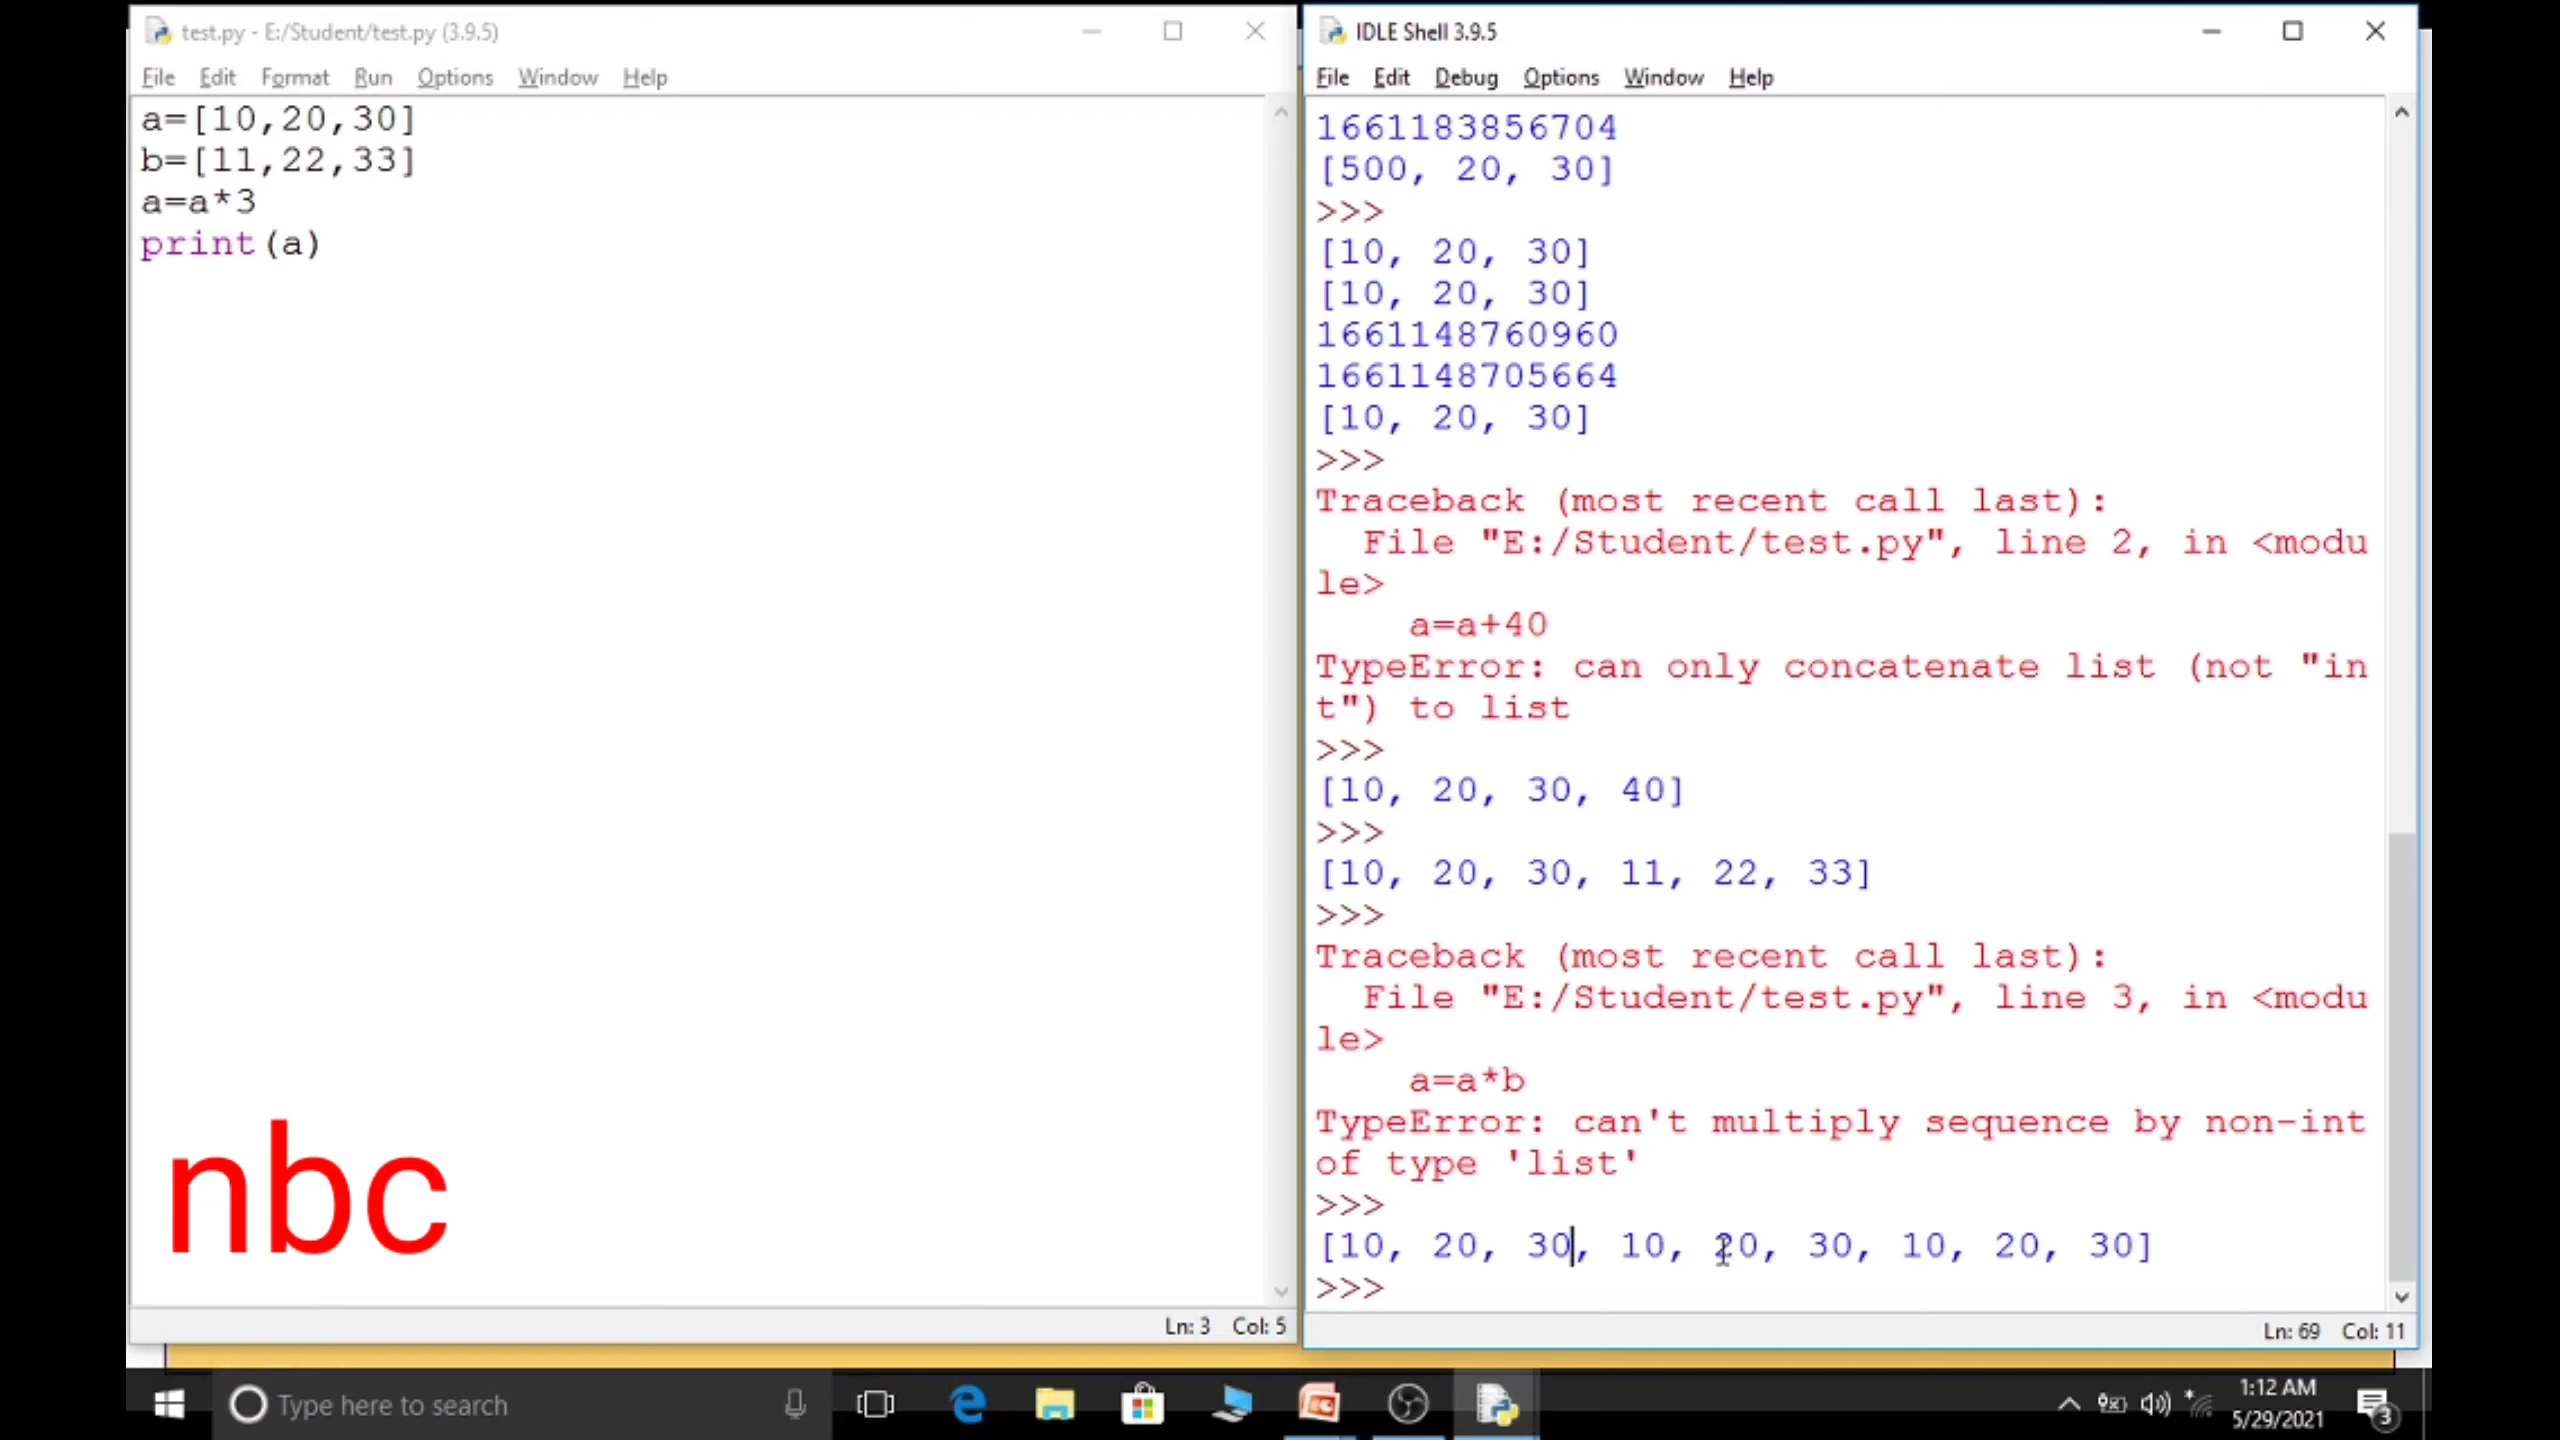 test.py - E:/Student/test.py (3.9.5)
File Edit Format Run Options Window Help
a=[10,20,30]
b=[11,22,33]
a=a*3
print(a)
nbc
Ln: 3 Col: 5
IDLE Shell 3.9.5
File Edit Debug Options Window Help
1661183856704
[500, 20, 30]
>>>
[10, 20, 30]
[10, 20, 30]
1661148760960
1661148705664
[10, 20, 30]
>>>
Traceback (most recent call last):
  File "E:/Student/test.py", line 2, in <modu
le>
    a=a+40
TypeError: can only concatenate list (not "in
t") to list
>>>
[10, 20, 30, 40]
>>>
[10, 20, 30, 11, 22, 33]
>>>
Traceback (most recent call last):
  File "E:/Student/test.py", line 3, in <modu
le>
    a=a*b
TypeError: can't multiply sequence by non-int
of type 'list'
>>>
[10, 20, 30, 10, 20, 30, 10, 20, 30]
>>>
Ln: 69 Col: 11
Type here to search
1:12 AM
5/29/2021
3